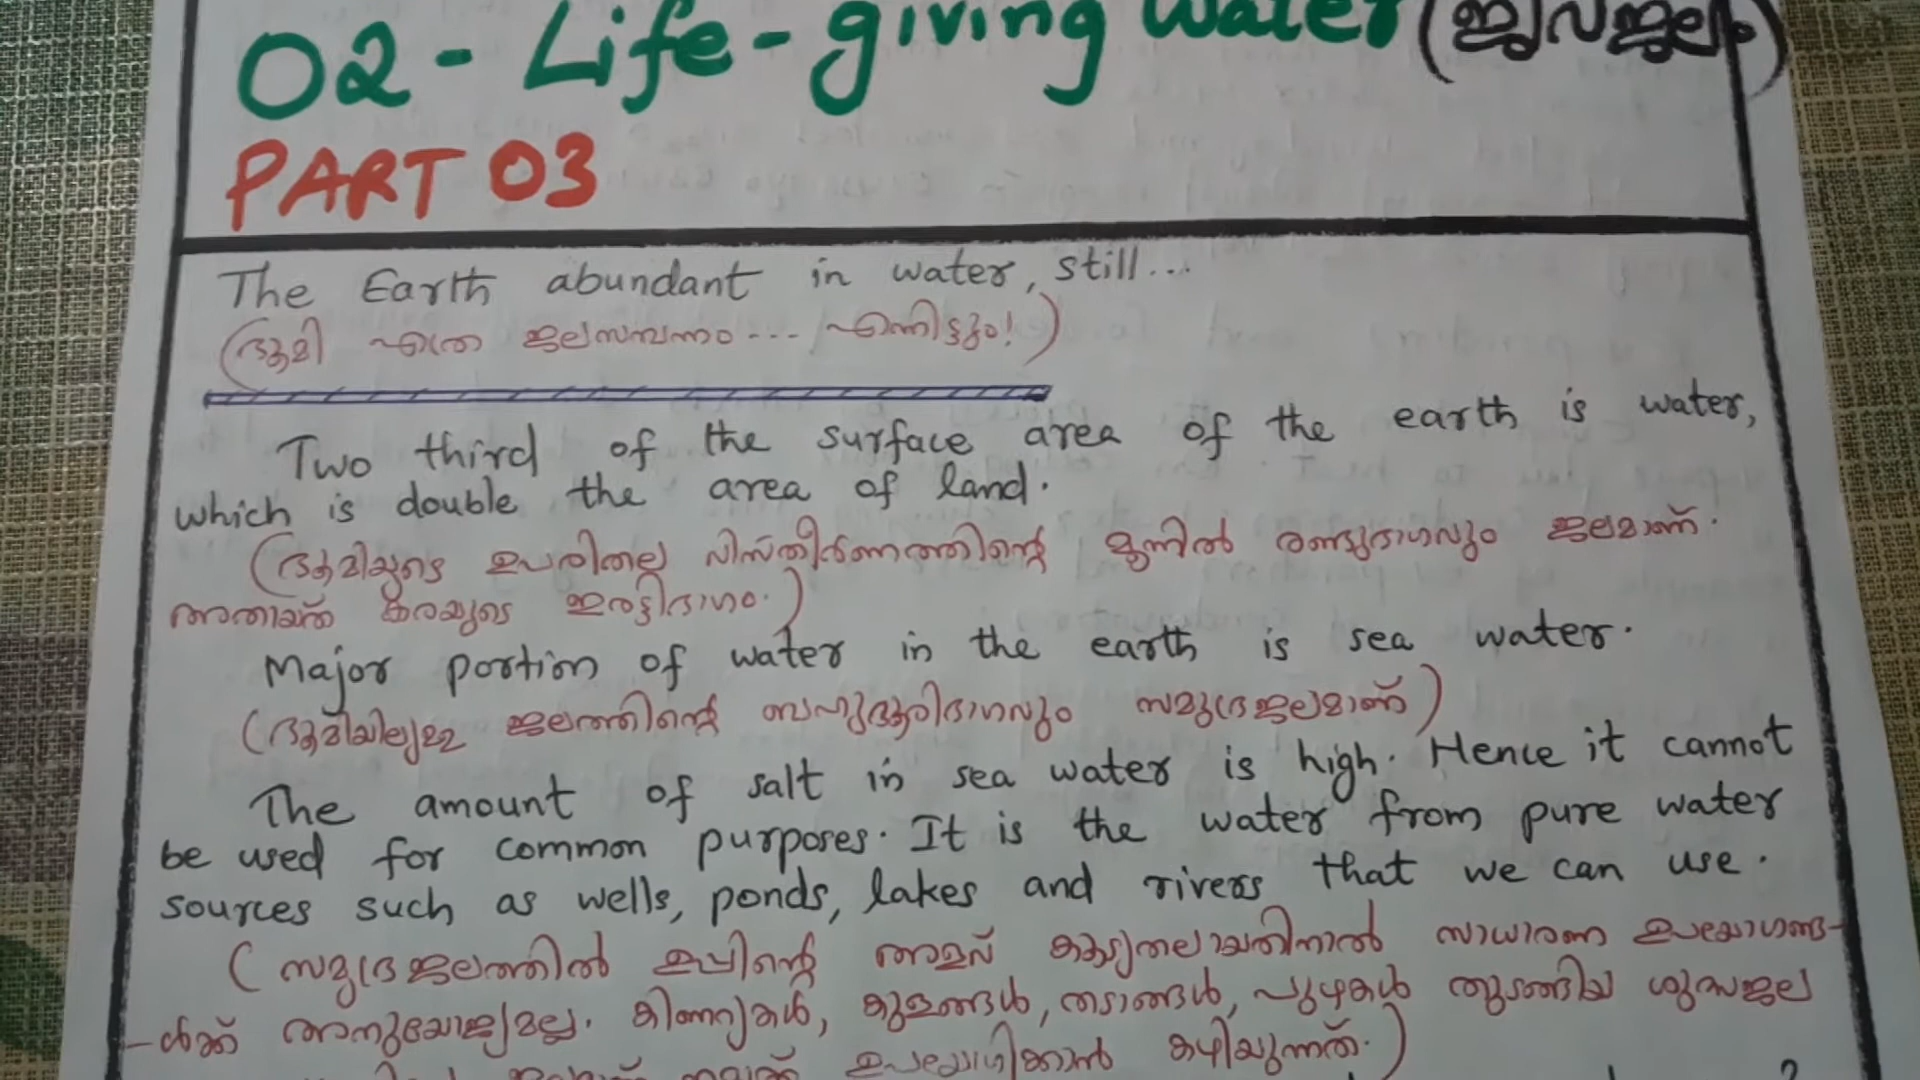 02 - Life-giving water (ജീവജലം)
PART 03
The Earth abundant in water, still...
(ഭൂമി എത്ര ജലസമ്പന്നം... എന്നിട്ടും!)
Two third of the surface area of the earth is water,
which is double the area of land.
(ഭൂമിയുടെ ഉപരിതല വിസ്തീർണത്തിന്റെ മൂന്നിൽ രണ്ടുഭാഗവും ജലമാണ്.
അതായത് കരയുടെ ഇരട്ടിഭാഗം.)
Major portion of water in the earth is sea water.
(ഭൂമിയിലുള്ള ജലത്തിന്റെ ബഹുഭൂരിഭാഗവും സമുദ്രജലമാണ്)
The amount of salt in sea water is high. Hence it cannot
be used for common purposes. It is the water from pure water
sources such as wells, ponds, lakes and rivers that we can use.
(സമുദ്രജലത്തിൽ ഉപ്പിന്റെ അളവ് കൂടുതലായതിനാൽ സാധാരണ ഉപയോഗങ്ങ-
-ൾക്ക് അനുയോജ്യമല്ല. കിണറുകൾ, കുളങ്ങൾ, തടാങ്ങൾ, പുഴകൾ തുടങ്ങിയ ശുദ്ധജല
ഉപയോഗിക്കാൻ കഴിയുന്നത്.)